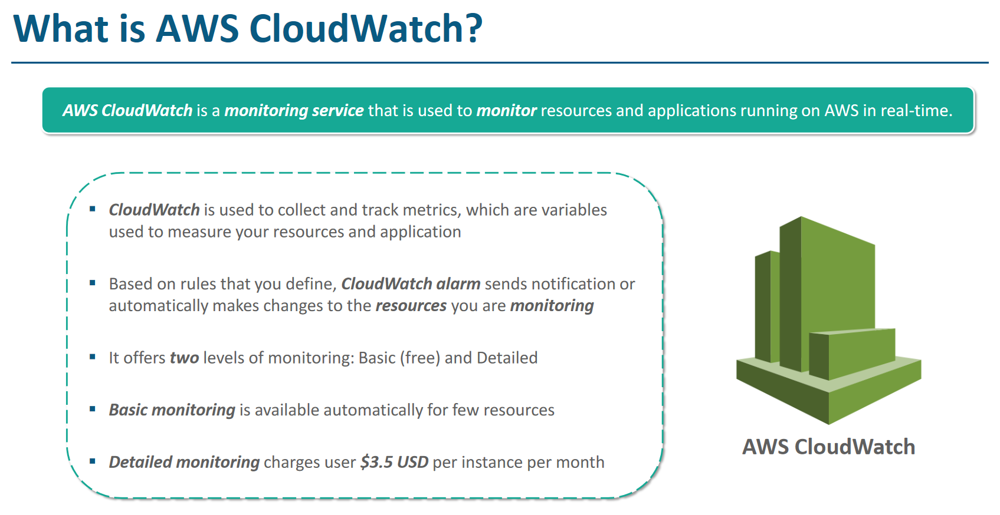 What is AWS CloudWatch?
AWS CloudWatch is a monitoring service that is used to monitor resources and applications running on AWS in real-time.
▪ CloudWatch is used to collect and track metrics, which are variables
used to measure your resources and application
▪ Based on rules that you define, CloudWatch alarm sends notification or
automatically makes changes to the resources you are monitoring
▪ It offers two levels of monitoring: Basic (free) and Detailed
▪ Basic monitoring is available automatically for few resources
▪ Detailed monitoring charges user $3.5 USD per instance per month
AWS CloudWatch